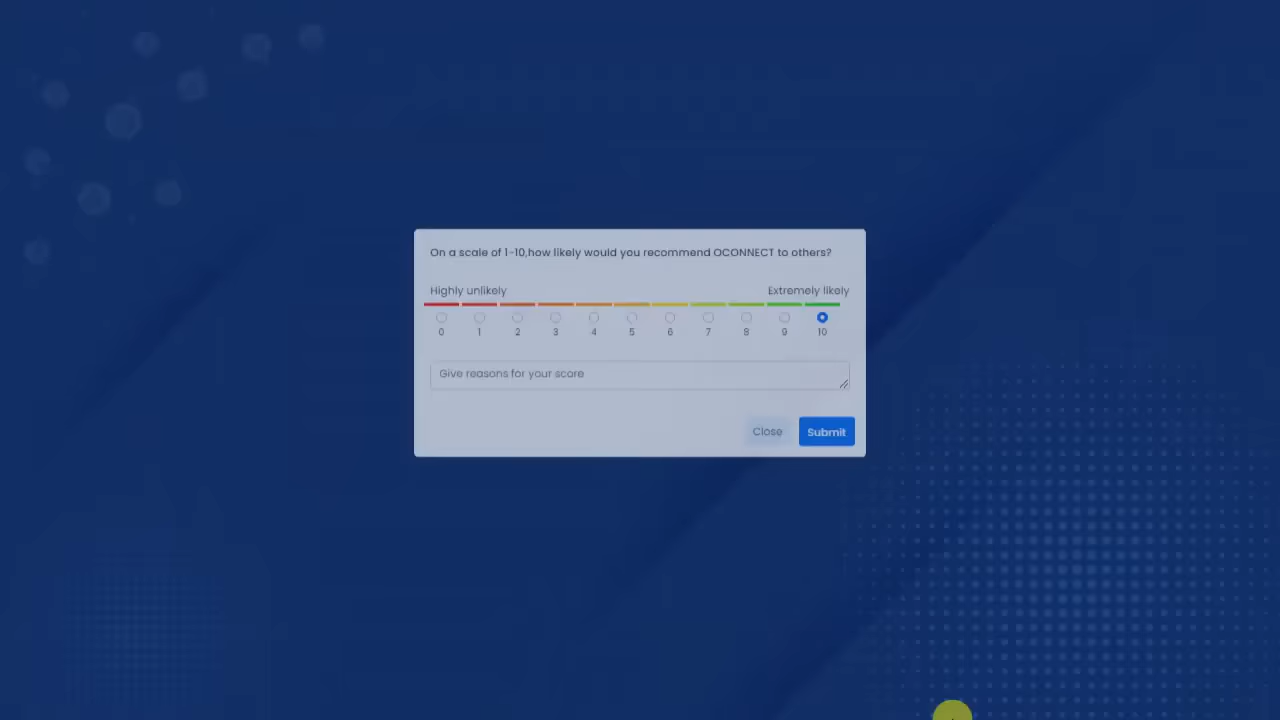 On a scale of 1-10,how likely would you recommend OCONNECT to others?
Highly unlikely Extremely likely
0 1 2 3 4 5 6 7 8 9 10
Give reasons for your score
Close Submit